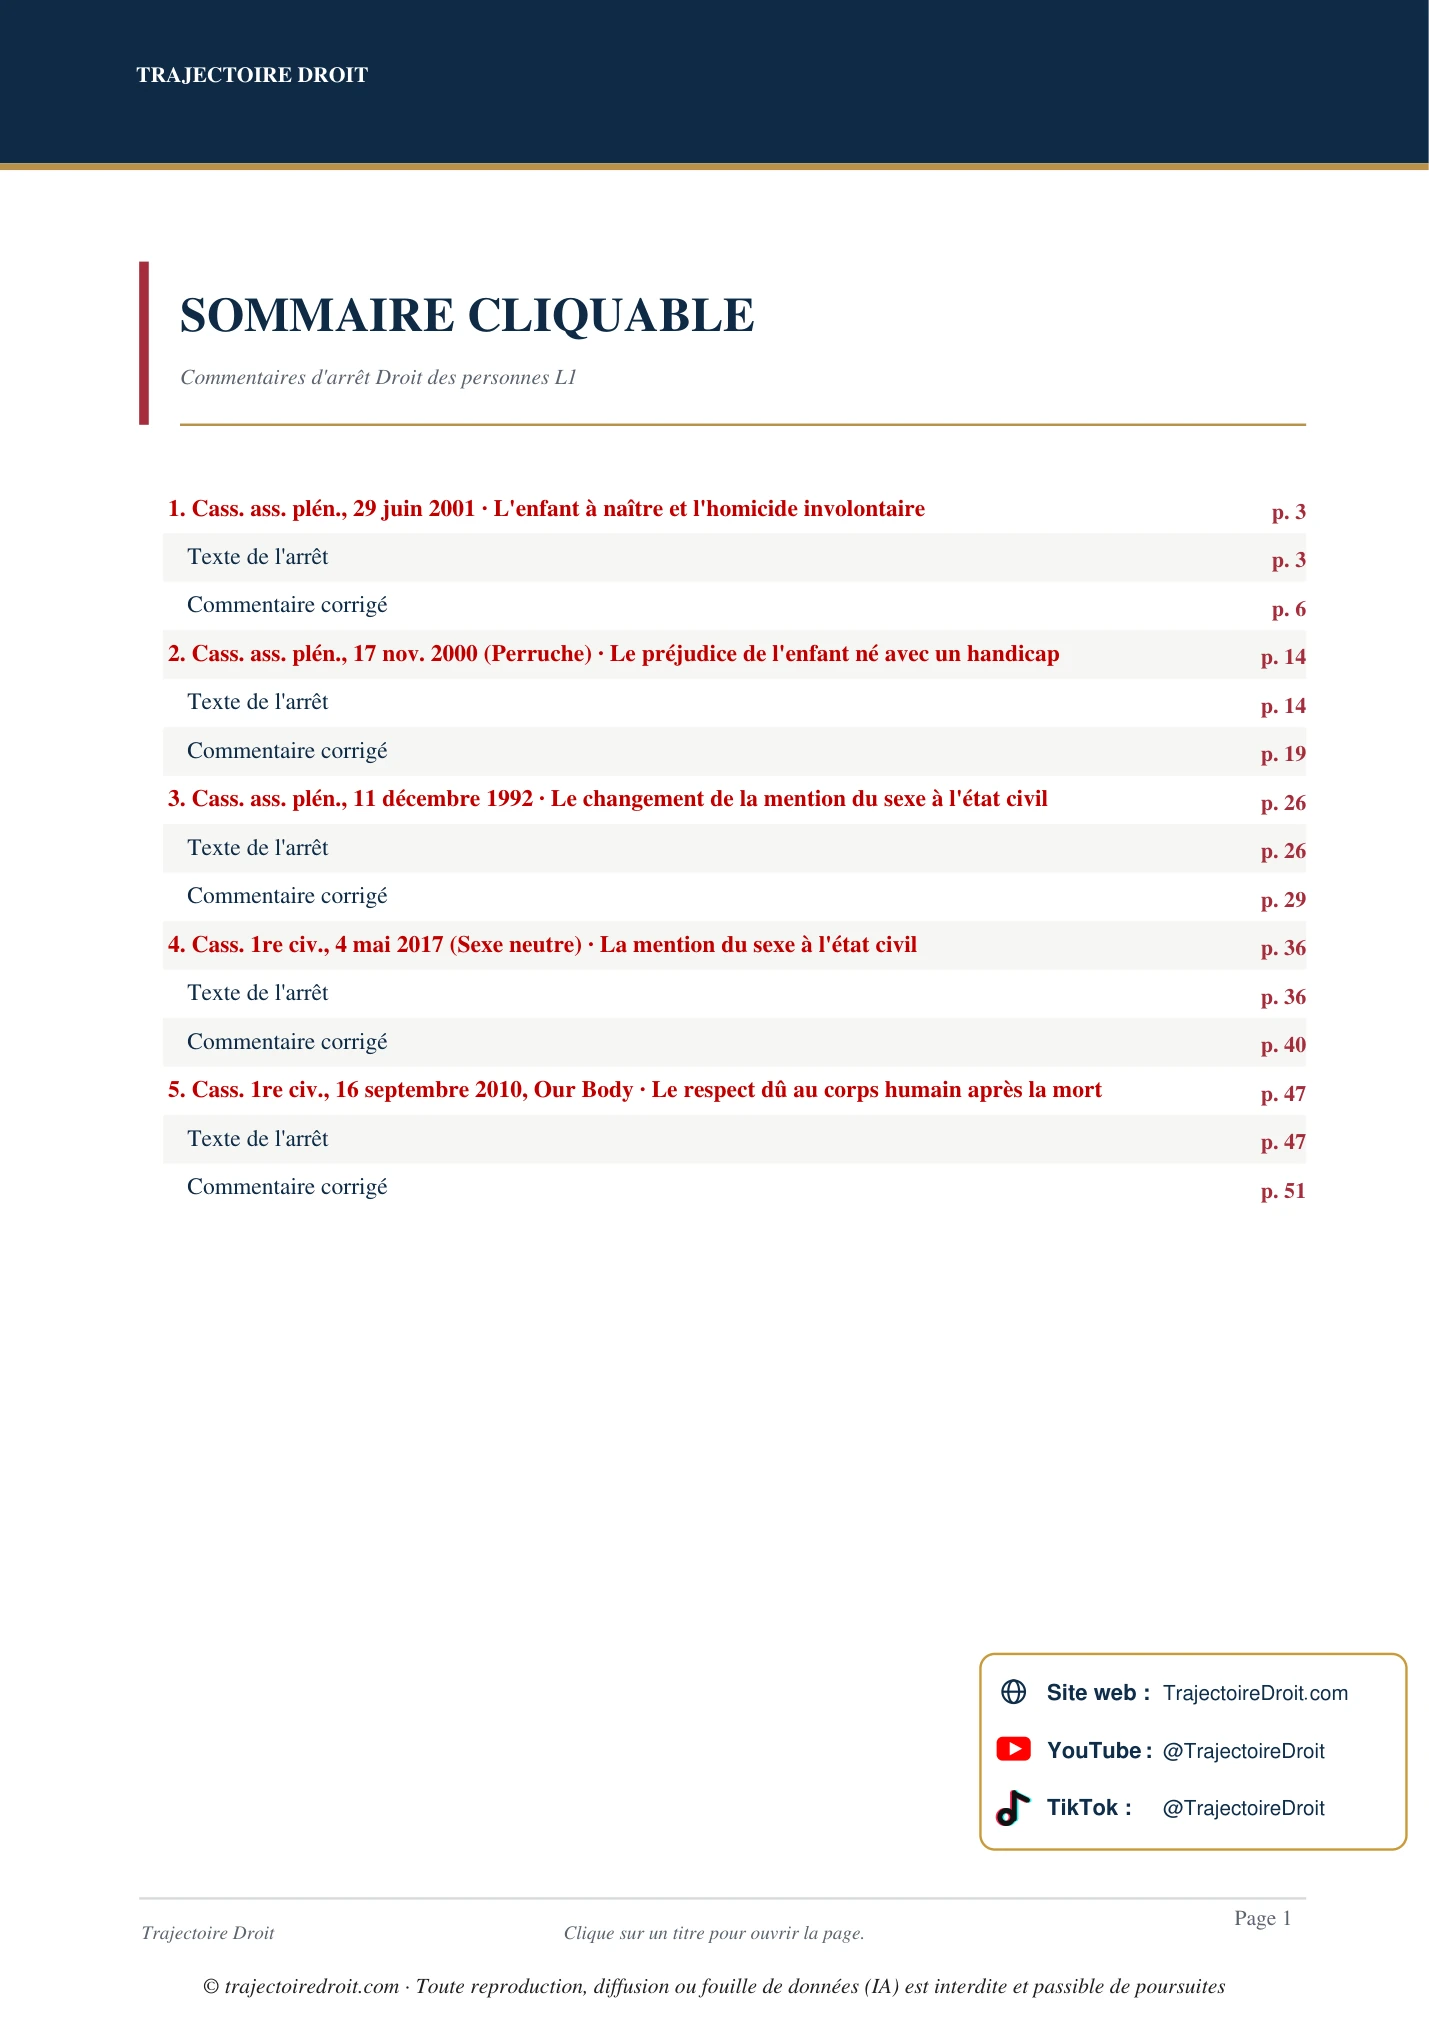 TRAJECTOIRE DROIT
SOMMAIRE CLIQUABLE
Commentaires d'arrêt Droit des personnes L1
1. Cass. ass. plén., 29 juin 2001 · L'enfant à naître et l'homicide involontaire p. 3
Texte de l'arrêt p. 3
Commentaire corrigé p. 6
2. Cass. ass. plén., 17 nov. 2000 (Perruche) · Le préjudice de l'enfant né avec un handicap p. 14
Texte de l'arrêt p. 14
Commentaire corrigé p. 19
3. Cass. ass. plén., 11 décembre 1992 · Le changement de la mention du sexe à l'état civil p. 26
Texte de l'arrêt p. 26
Commentaire corrigé p. 29
4. Cass. 1re civ., 4 mai 2017 (Sexe neutre) · La mention du sexe à l'état civil p. 36
Texte de l'arrêt p. 36
Commentaire corrigé p. 40
5. Cass. 1re civ., 16 septembre 2010, Our Body · Le respect dû au corps humain après la mort p. 47
Texte de l'arrêt p. 47
Commentaire corrigé p. 51
Site web : TrajectoireDroit.com
YouTube : @TrajectoireDroit
TikTok : @TrajectoireDroit
Page 1
Trajectoire Droit Clique sur un titre pour ouvrir la page.
© trajectoiredroit.com · Toute reproduction, diffusion ou fouille de données (IA) est interdite et passible de poursuites